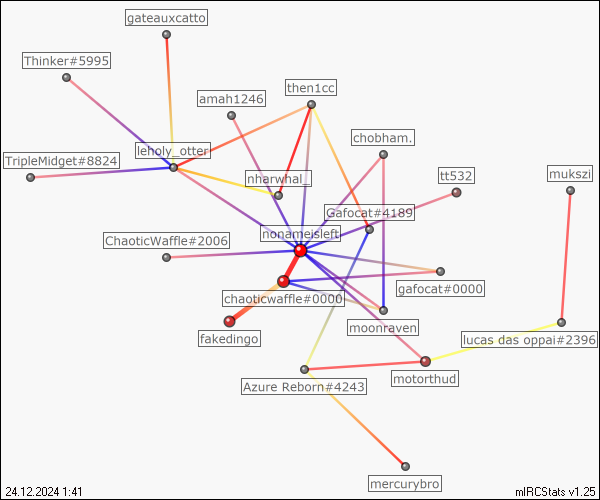 gateauxcatto
Thinker#5995
then1cc
amah1246
chobham.
leholy_otter
TripleMidget#8824
nharwhal_
tt532
mukszi
Gafocat#4189
nonameisleft
ChaoticWaffle#2006
gafocat#0000
chaoticwaffle#0000
moonraven
fakedingo
lucas das oppai#2396
motorthud
Azure Reborn#4243
mercurybro
24.12.2024 1:41
mIRCStats v1.25